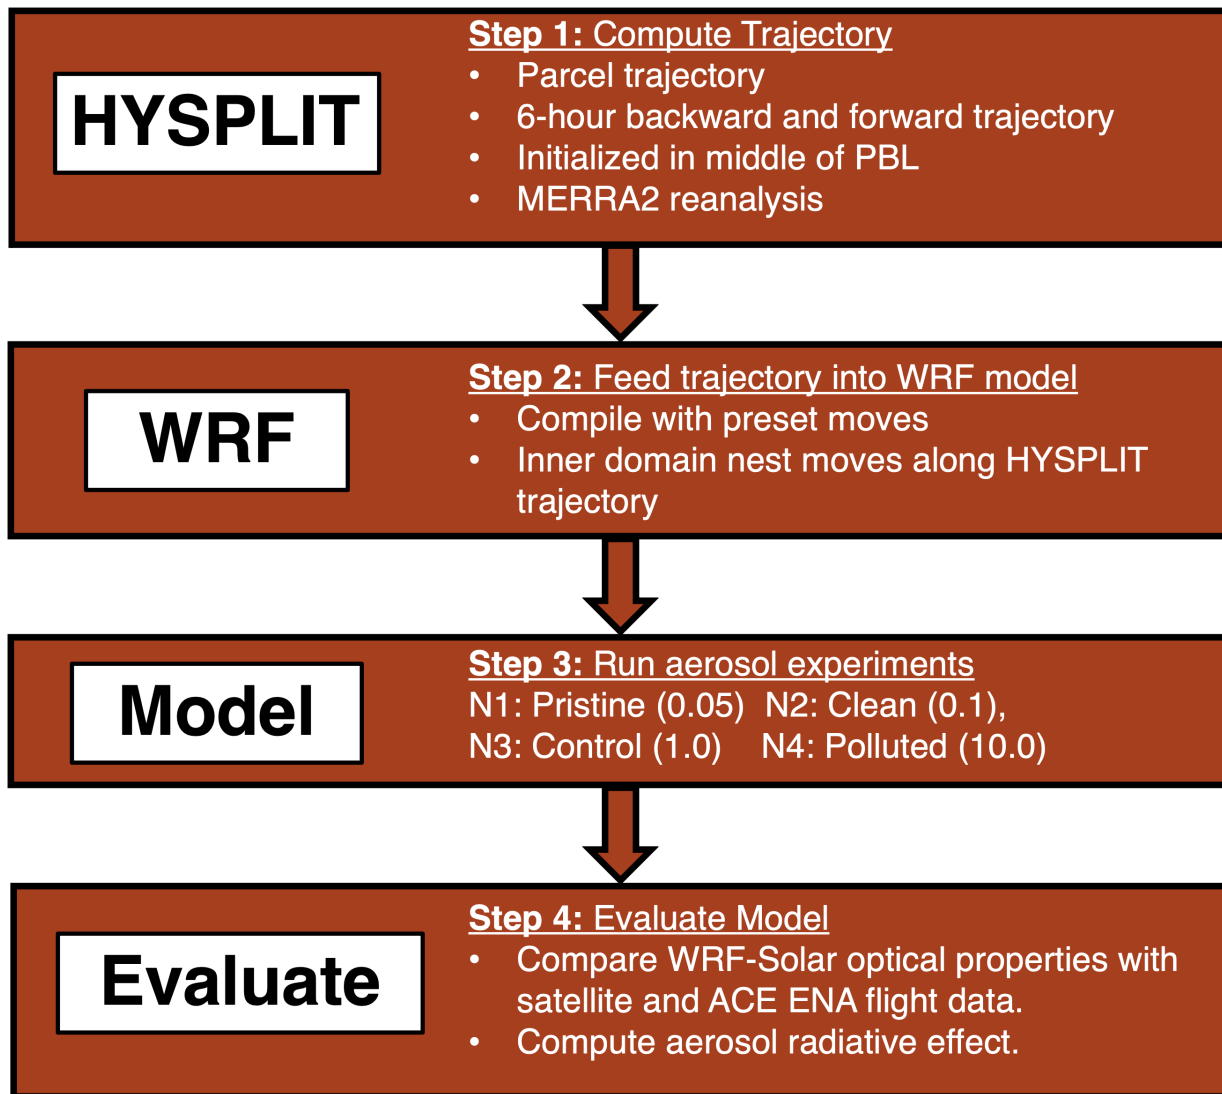 HYSPLIT
Step 1: Compute Trajectory
• Parcel trajectory
• 6-hour backward and forward trajectory
• Initialized in middle of PBL
• MERRA2 reanalysis
WRF
Step 2: Feed trajectory into WRF model
• Compile with preset moves
• Inner domain nest moves along HYSPLIT
trajectory
Model
Step 3: Run aerosol experiments
N1: Pristine (0.05) N2: Clean (0.1),
N3: Control (1.0) N4: Polluted (10.0)
Evaluate
Step 4: Evaluate Model
• Compare WRF-Solar optical properties with
satellite and ACE ENA flight data.
• Compute aerosol radiative effect.